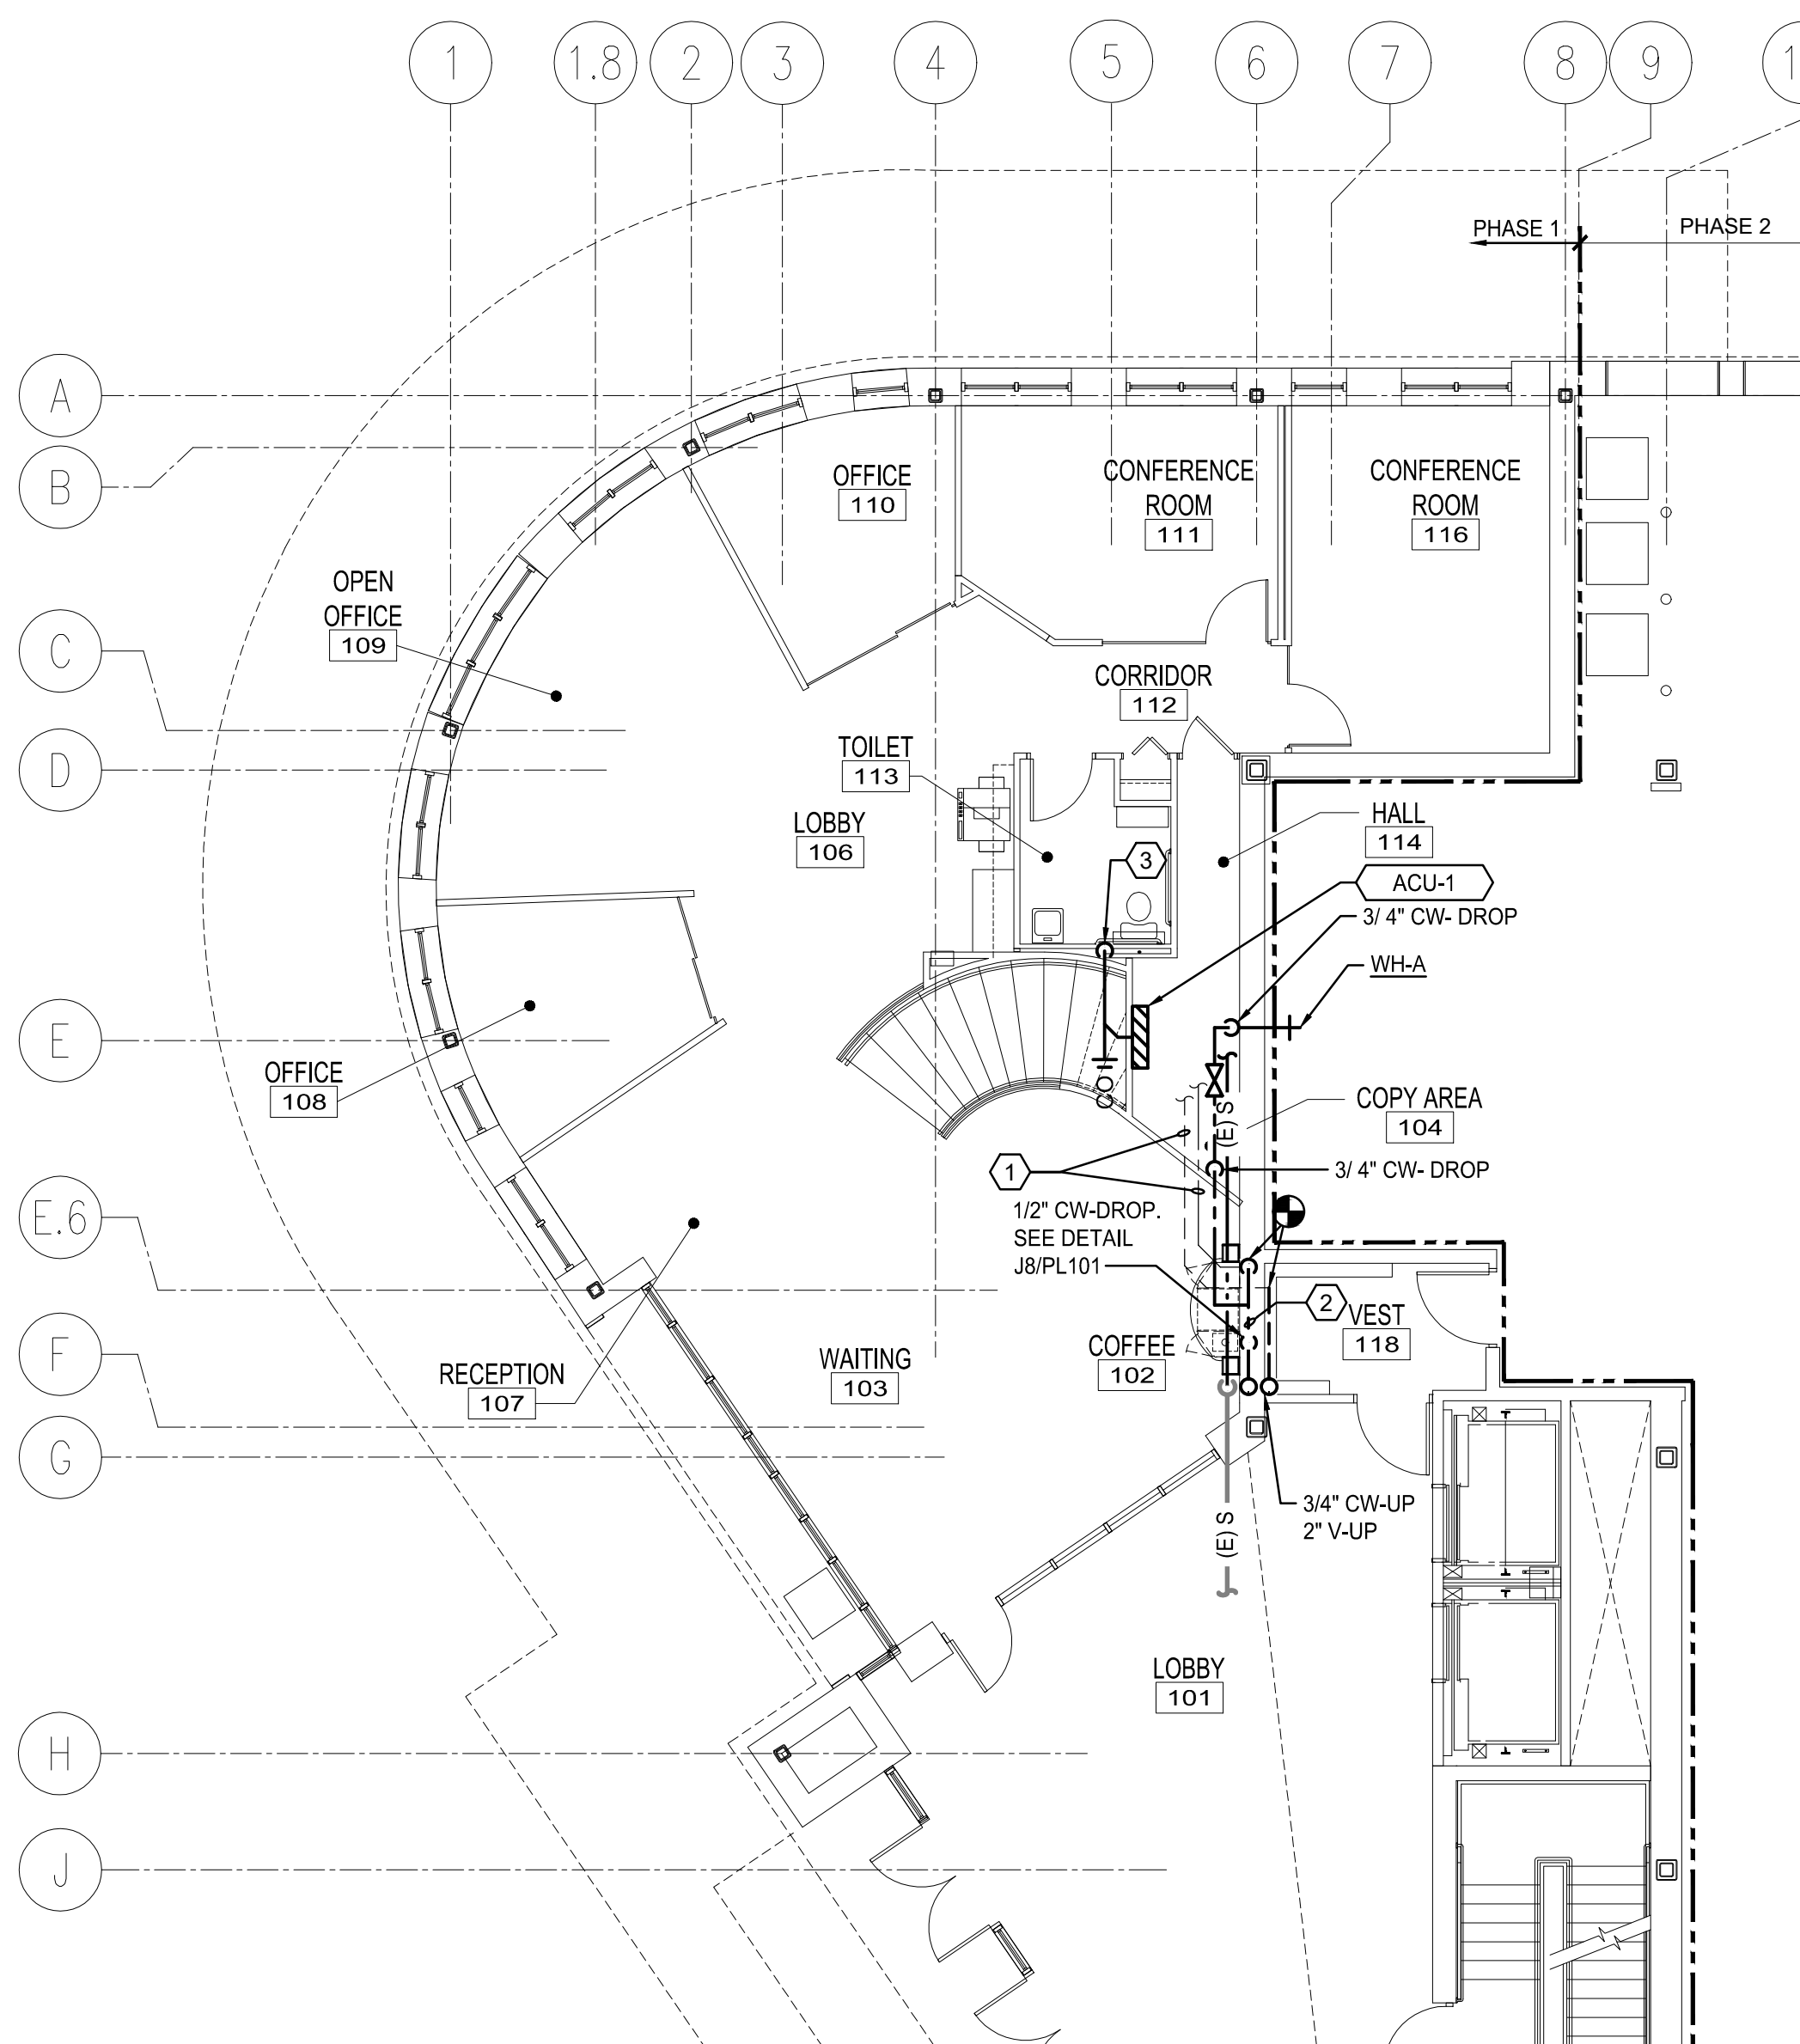 1
1.8
2
3
4
5
6
7
8
9
1
PHASE 1
PHASE 2
A
B
C
D
E
E.6
F
G
H
J
OFFICE
110
CONFERENCE
ROOM
111
CONFERENCE
ROOM
116
OPEN
OFFICE
109
CORRIDOR
112
TOILET
113
LOBBY
106
HALL
114
3
ACU-1
3/ 4" CW- DROP
WH-A
OFFICE
108
(E) S
COPY AREA
104
1
3/ 4" CW- DROP
1/2" CW-DROP.
SEE DETAIL
J8/PL101
2
VEST
118
COFFEE
102
WAITING
103
RECEPTION
107
3/4" CW-UP
2" V-UP
(E) S
LOBBY
101